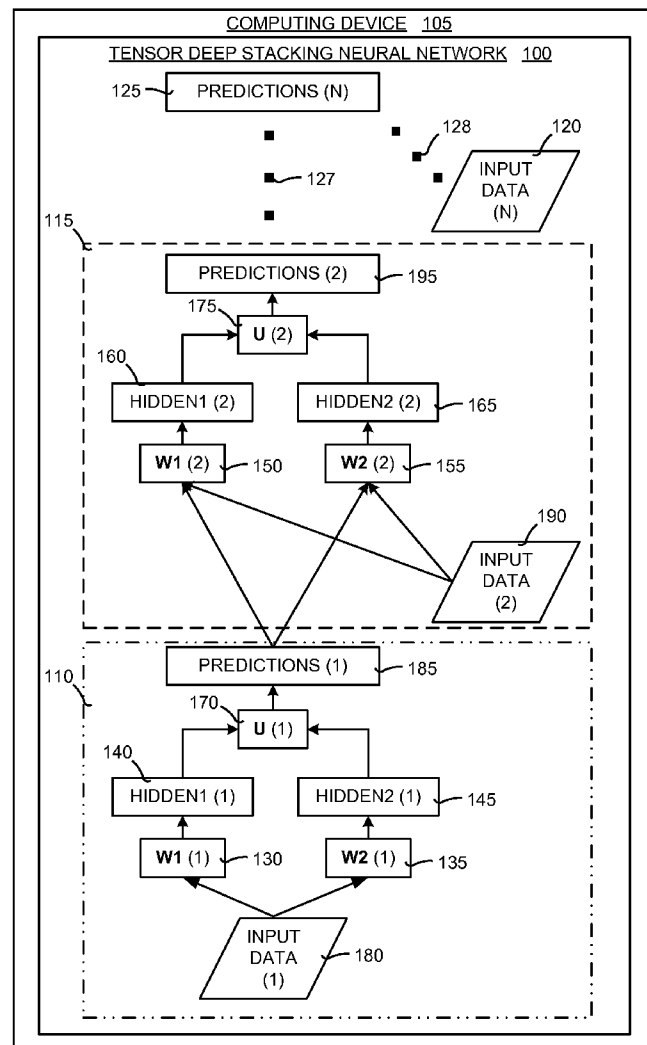 COMPUTING DEVICE 105
TENSOR DEEP STACKING NEURAL NETWORK 100
125
PREDICTIONS (N)
128
120
127
INPUT
DATA
(N)
115
PREDICTIONS (2)
195
175
U (2)
160
HIDDEN1 (2)
HIDDEN2 (2)
165
W1 (2)
150
W2 (2)
155
190
INPUT
DATA
(2)
110
PREDICTIONS (1)
185
170
U (1)
140
HIDDEN1 (1)
HIDDEN2 (1)
145
W1 (1)
130
W2 (1)
135
INPUT
DATA
(1)
180